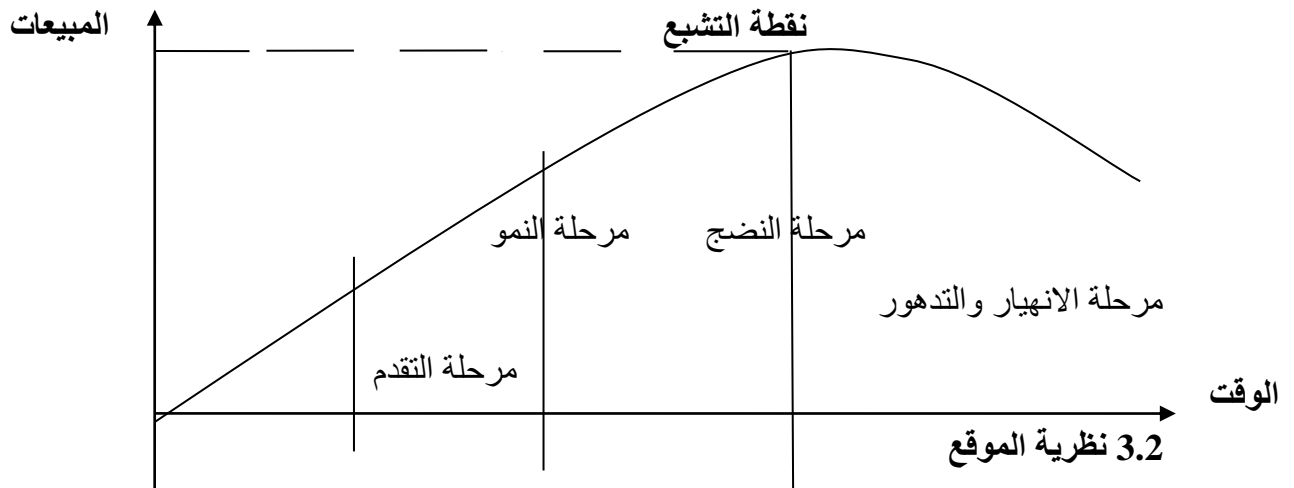 المبيعات
نقطة التشبع
مرحلة النمو
مرحلة النضج
مرحلة الانهيار والتدهور
مرحلة التقدم
الوقت
3.2 نظرية الموقع